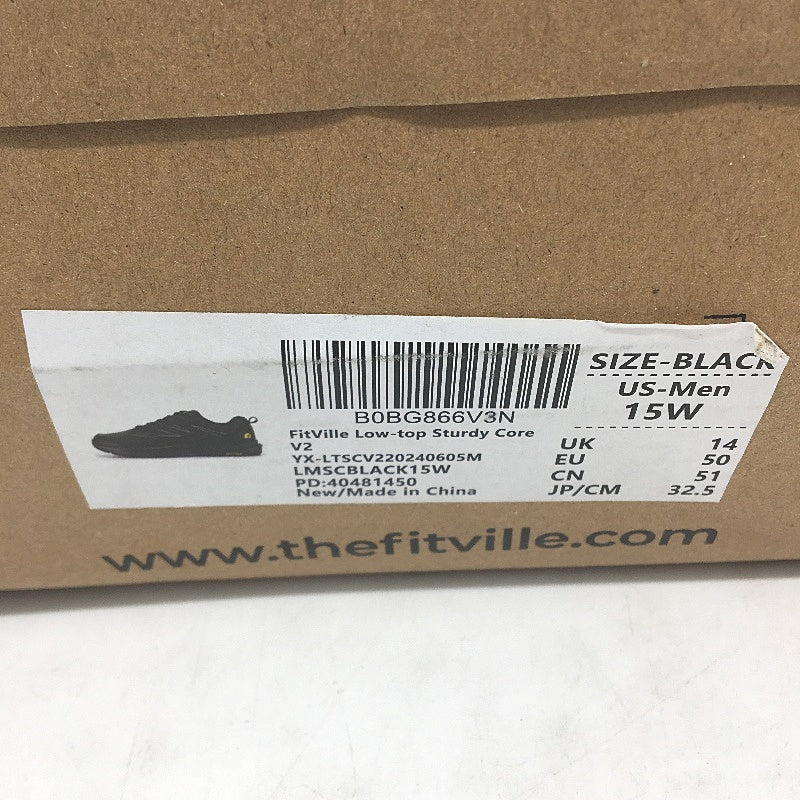 B0BG866V3N
FitVille Low-top Sturdy Core
V2
YX-LTSCV220240605M
LMSCBLACK15W
PD:40481450
New/Made in China
SIZE-BLACK
US-Men
15W
UK 14
EU 50
CN 51
JP/CM 32.5
www.thefitville.com